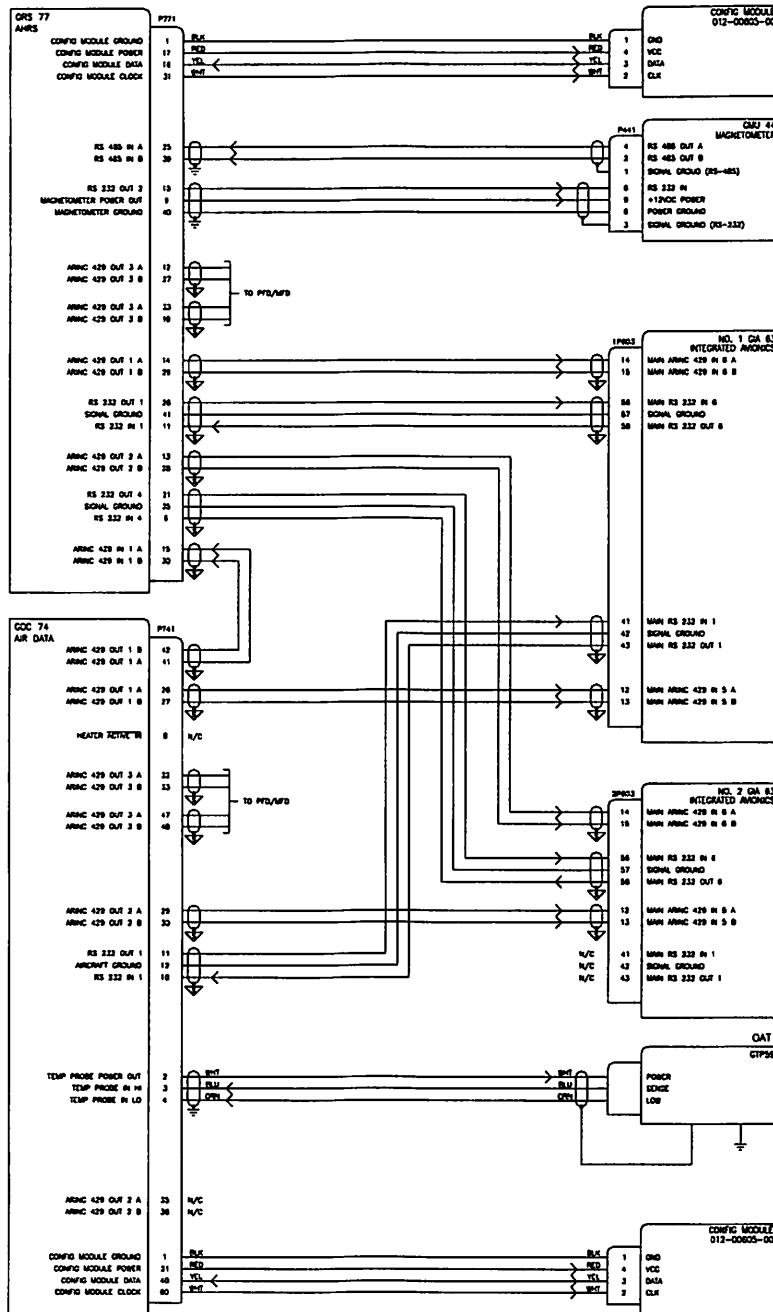 GRS 77
AHRS
P771
CONFIG MODULE GROUND 1 BLK BLK 1 GND
CONFIG MODULE POWER 17 RED RED 4 VCC
CONFIG MODULE DATA YEL YEL 3 DATA
CONFIG MODULE CLOCK 31 WHT WHT 2 CLK
CONFIG MODULE
012-00605-00
GMU 44
MAGNETOMETER
P441
RS 485 IN A 25 4 RS 485 OUT A
RS 485 IN B RS 485 OUT B
1 SIGNAL GROUD (RS-485)
RS 232 OUT 2 RS 232 IN
MAGNETOMETER POWER OUT 9 9 +12VDC POWER
MAGNETOMETER GROUND 40 POWER GROUND
3 SIGNAL GROUND (RS-232)
ARINC 429 OUT 3 A 12
ARINC 429 OUT 3 B 27
TO PFD/MFD
ARINC 429 OUT 3 A
ARINC 429 OUT 3 B
NO. 1 GIA 63
INTEGRATED AVIONICS
1P603
ARINC 429 OUT 1 A 14 14 MAIN ARINC 429 IN 6 A
ARINC 429 OUT 1 B 29 15 MAIN ARINC 429 IN 6 B
RS 232 OUT 1 26 56 MAIN RS 232 IN 6
SIGNAL GROUND 41 57 SIGNAL GROUND
RS 232 IN 1 11 58 MAIN RS 232 OUT 6
ARINC 429 OUT 2 A 13
ARINC 429 OUT 2 B 28
RS 232 OUT 4 21
SIGNAL GROUND 35
RS 232 IN 4 6
ARINC 429 IN 1 A 15
ARINC 429 IN 1 B 30
41 MAIN RS 232 IN 1
42 SIGNAL GROUND
43 MAIN RS 232 OUT 1
GDC 74
AIR DATA
P741
ARINC 429 OUT 1 B 42
ARINC 429 OUT 1 A 41
ARINC 429 OUT 1 A 26 12 MAIN ARINC 429 IN 5 A
ARINC 429 OUT 1 B 27 13 MAIN ARINC 429 IN 5 B
HEATER ACTIVE IN 8 N/C
ARINC 429 OUT 3 A 32
ARINC 429 OUT 3 B 33
TO PFD/MFD
ARINC 429 OUT 3 A 47
ARINC 429 OUT 3 B 48
NO. 2 GIA 63
INTEGRATED AVIONICS
2P603
14 MAIN ARINC 429 IN 6 A
15 MAIN ARINC 429 IN 6 B
56 MAIN RS 232 IN 6
57 SIGNAL GROUND
MAIN RS 232 OUT 6
ARINC 429 OUT 2 A 29 12 MAIN ARINC 429 IN 5 A
ARINC 429 OUT 2 B 13 MAIN ARINC 429 IN 5 B
RS 232 OUT 1 11 N/C 41 MAIN RS 232 IN 1
AIRCRAFT GROUND 12 N/C 42 SIGNAL GROUND
RS 232 IN 1 10 N/C 43 MAIN RS 232 OUT 1
OAT
GTP59
TEMP PROBE POWER OUT 2 WHT WHT POWER
TEMP PROBE IN HI 3 BLU BLU SENSE
TEMP PROBE IN LO 4 ORN ORN LOW
ARINC 429 OUT 2 A 35 N/C
ARINC 429 OUT 2 B 36 N/C
CONFIG MODULE
012-00605-00
CONFIG MODULE GROUND 1 BLK BLK 1 GND
CONFIG MODULE POWER 21 RED RED 4 VCC
CONFIG MODULE DATA YEL YEL 3 DATA
CONFIG MODULE CLOCK 60 WHT WHT 2 CLK